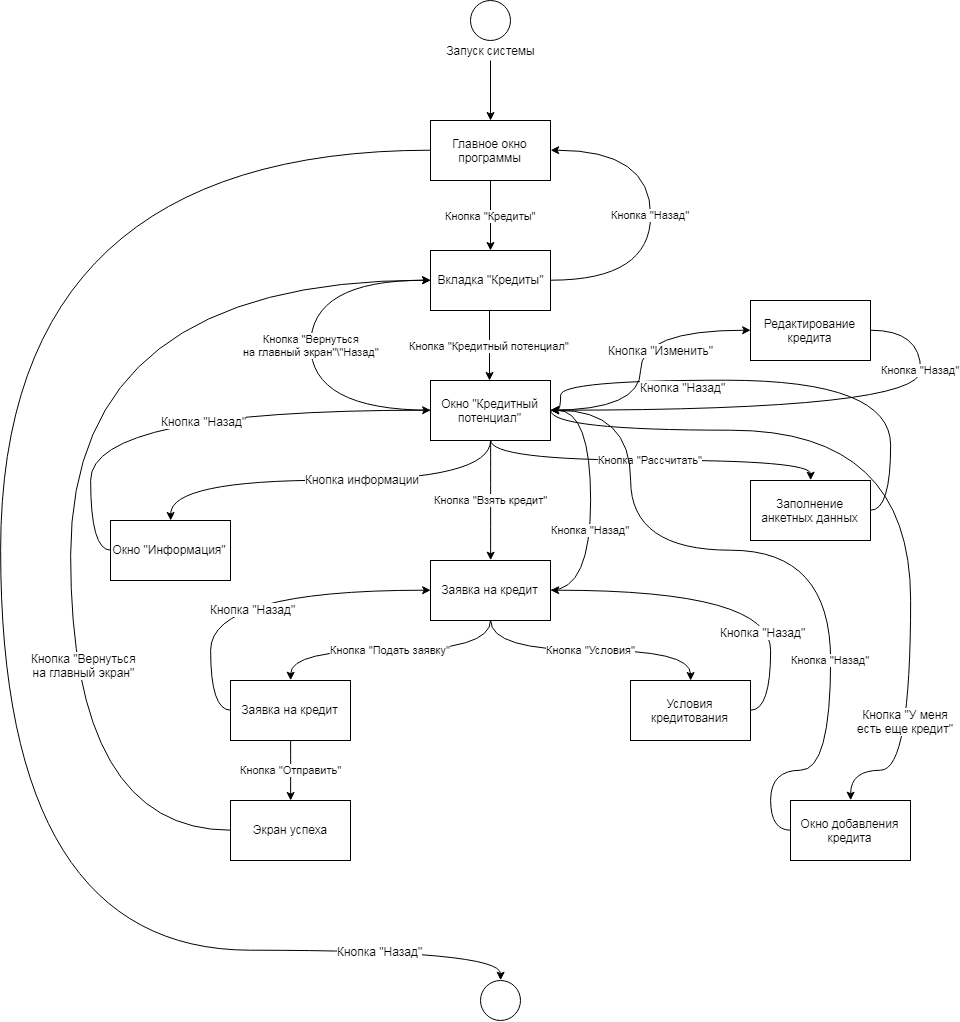 Запуск системы
Главное окно
программы
Кнопка "Кредиты"
Кнопка "Назад"
Вкладка "Кредиты"
Кнопка "Вернуться
на главный экран"\"Назад"
Кнопка "Кредитный потенциал"
Кнопка "Изменить"
Редактирование
кредита
Кнопка "Назад"
Кнопка "Назад"
Окно "Кредитный
потенциал"
Кнопка "Назад"
Кнопка "Рассчитать"
Кнопка информации
Кнопка "Взять кредит"
Заполнение
анкетных данных
Кнопка "Назад"
Окно "Информация"
Заявка на кредит
Кнопка "Назад"
Кнопка "Назад"
Кнопка "Подать заявку"
Кнопка "Условия"
Кнопка "Назад"
Кнопка "Вернуться
на главный экран"
Заявка на кредит
Условия
кредитования
Кнопка "У меня
есть еще кредит"
Кнопка "Отправить"
Экран успеха
Окно добавления
кредита
Кнопка "Назад"